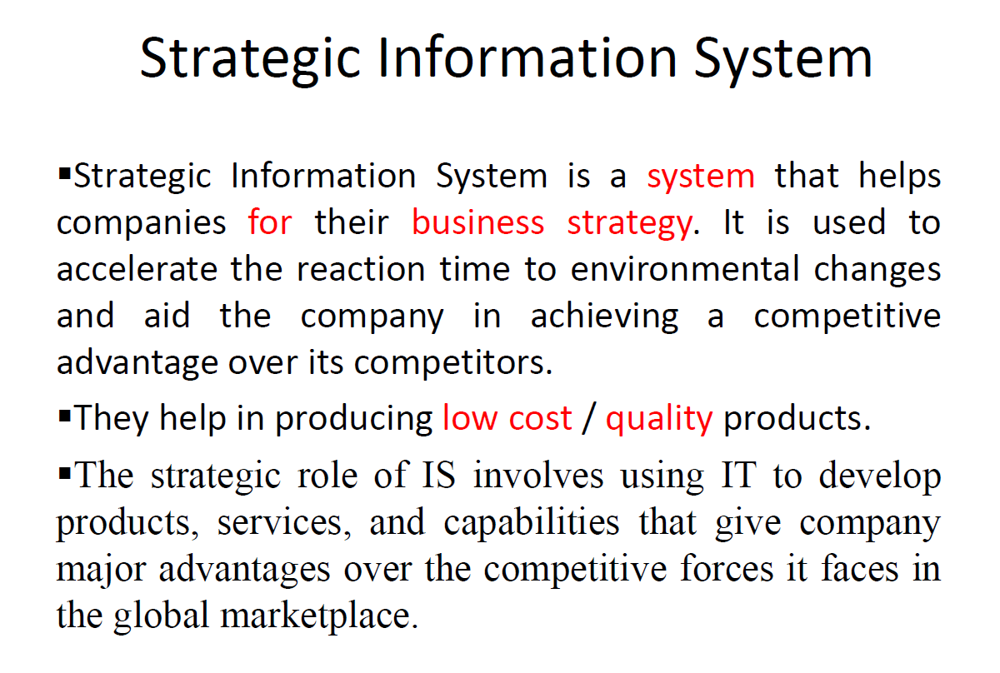 Strategic Information System
▪Strategic Information System is a system that helps
companies for their business strategy. It is used to
accelerate the reaction time to environmental changes
and aid the company in achieving a competitive
advantage over its competitors.
▪They help in producing low cost / quality products.
▪The strategic role of IS involves using IT to develop
products, services, and capabilities that give company
major advantages over the competitive forces it faces in
the global marketplace.